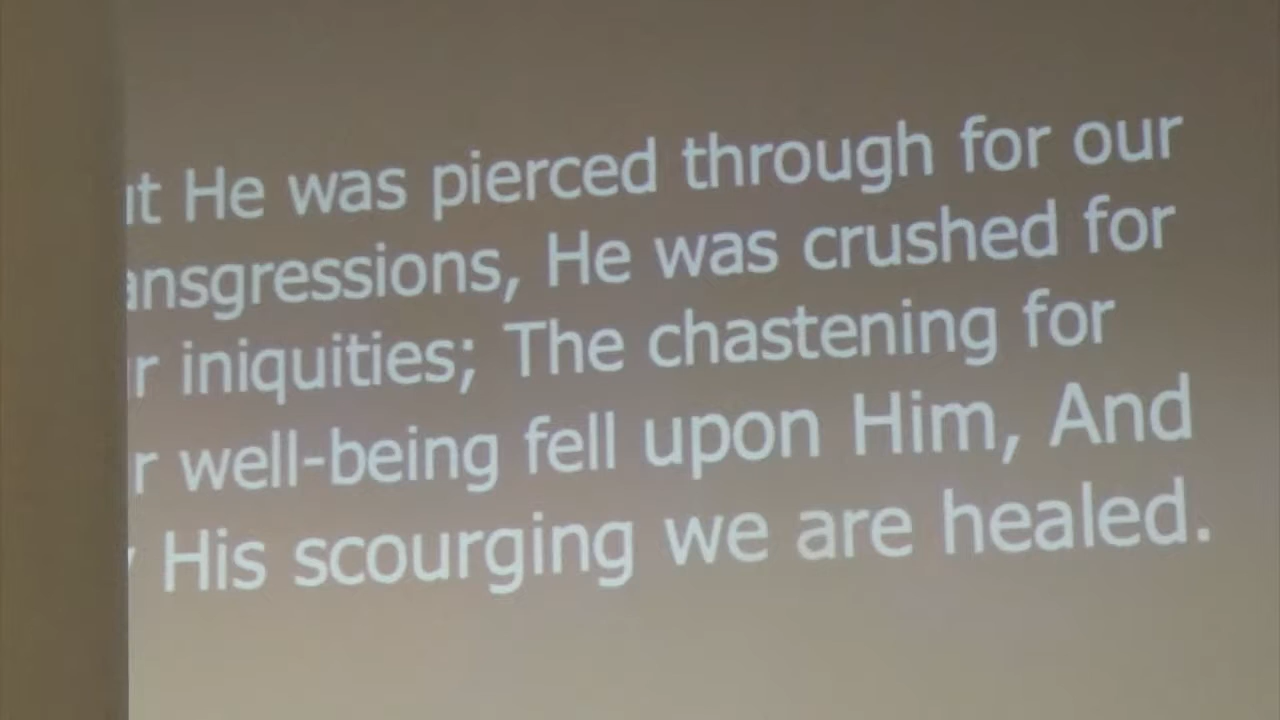 ut He was pierced through for our
ansgressions, He was crushed for
r iniquities; The chastening for
r well-being fell upon Him, And
His scourging we are healed.